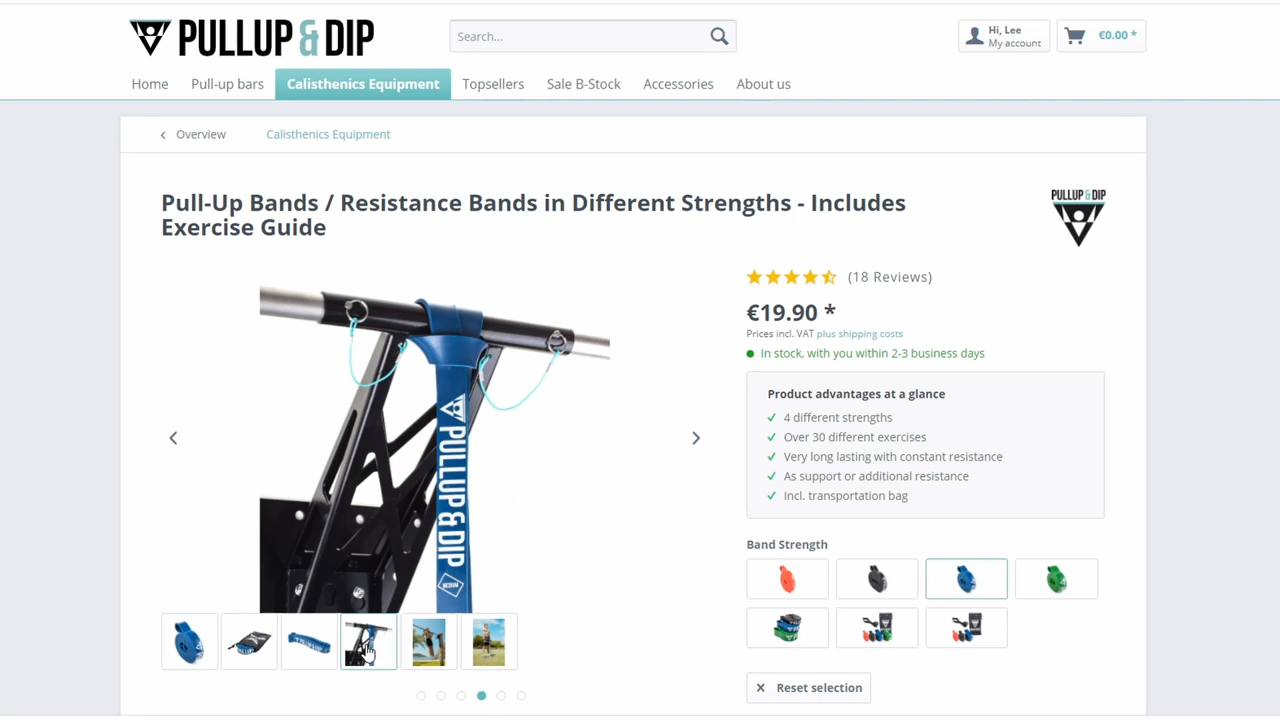 PULLUP & DIP
Search...
Hi, Lee
My account
€0.00 *
Home
Pull-up bars
Calisthenics Equipment
Topsellers
Sale B-Stock
Accessories
About us
Overview
Calisthenics Equipment
Pull-Up Bands / Resistance Bands in Different Strengths - Includes
Exercise Guide
PULLUP & DIP
(18 Reviews)
€19.90 *
Prices incl. VAT plus shipping costs
In stock, with you within 2-3 business days
Product advantages at a glance
4 different strengths
Over 30 different exercises
Very long lasting with constant resistance
As support or additional resistance
Incl. transportation bag
PULLUP & DIP
MEDIUM
Band Strength
Reset selection